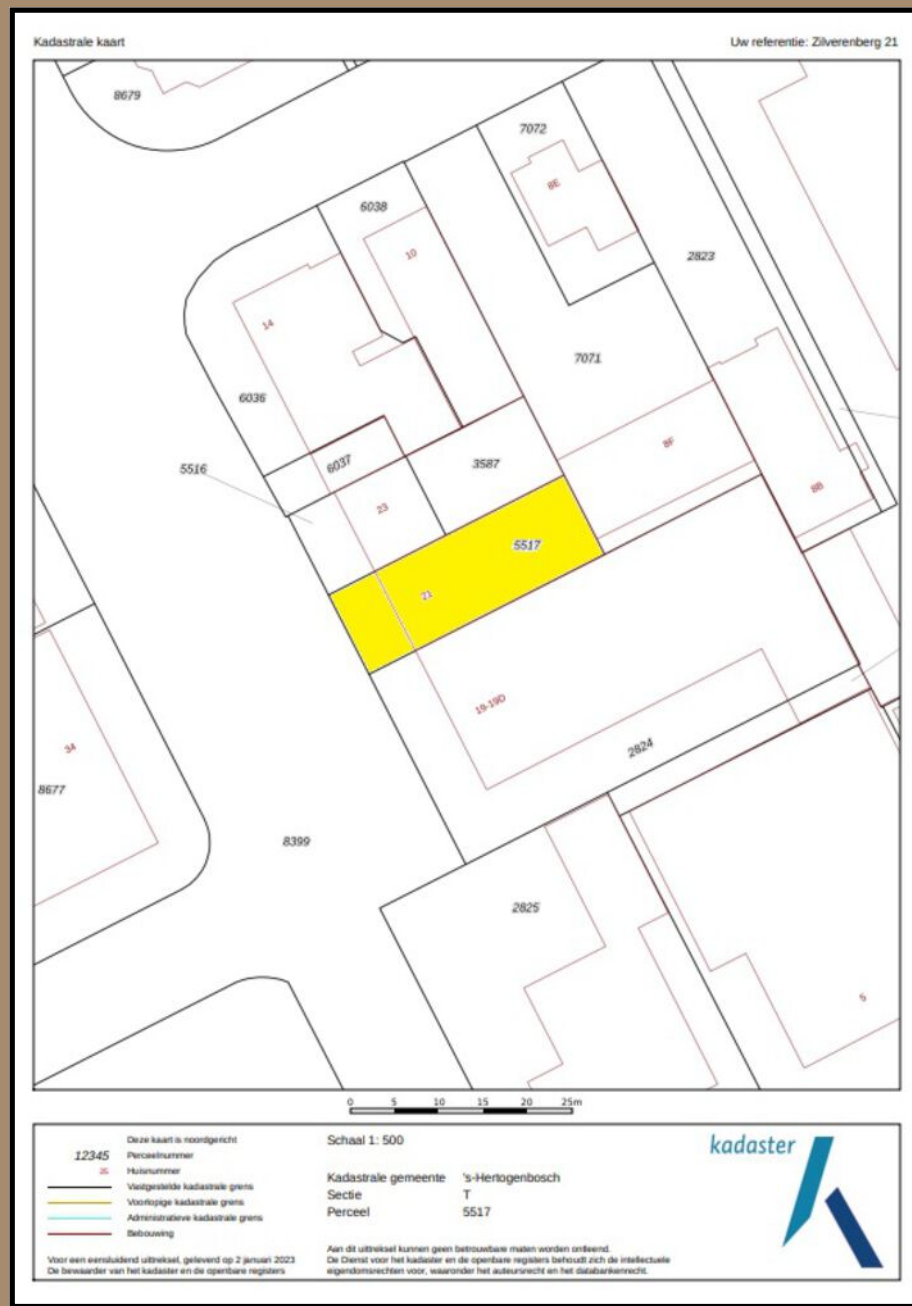 Kadastrale kaart
Uw referentie: Zilverenberg 21
8679
7072
8E
6038
10
2823
14
7071
6036
8F
6037
3587
5516
23
8B
5517
21
19-19D
34
2824
8677
8399
2825
5
0 5 10 15 20 25m
Deze kaart is noordgericht
12345 Perceelnummer
25 Huisnummer
Vastgestelde kadastrale grens
Voorlopige kadastrale grens
Administratieve kadastrale grens
Bebouwing
Voor een eensluidend uittreksel, geleverd op 2 januari 2023
De bewaarder van het kadaster en de openbare registers
Schaal 1: 500
Kadastrale gemeente 's-Hertogenbosch
Sectie T
Perceel 5517
Aan dit uittreksel kunnen geen betrouwbare maten worden ontleend.
De Dienst voor het kadaster en de openbare registers behoudt zich de intellectuele
eigendomsrechten voor, waaronder het auteursrecht en het databankenrecht.
kadaster